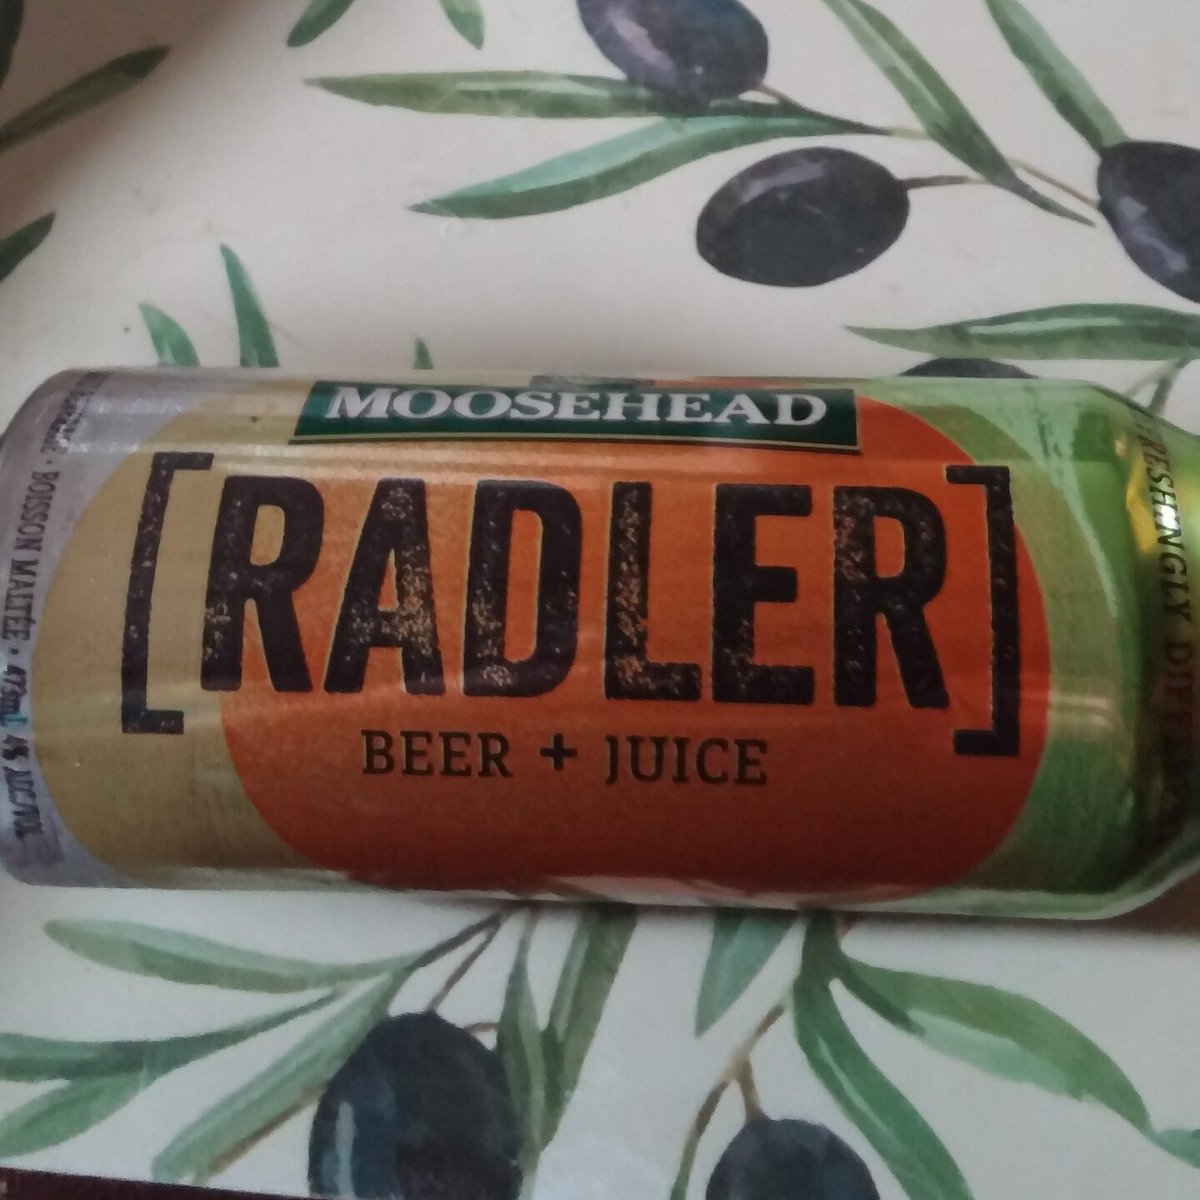 MOOSEHEAD
[RADLER]
BEER + JUICE
BOISSON MALTÉE • 473ml 4% ALC./VOL.